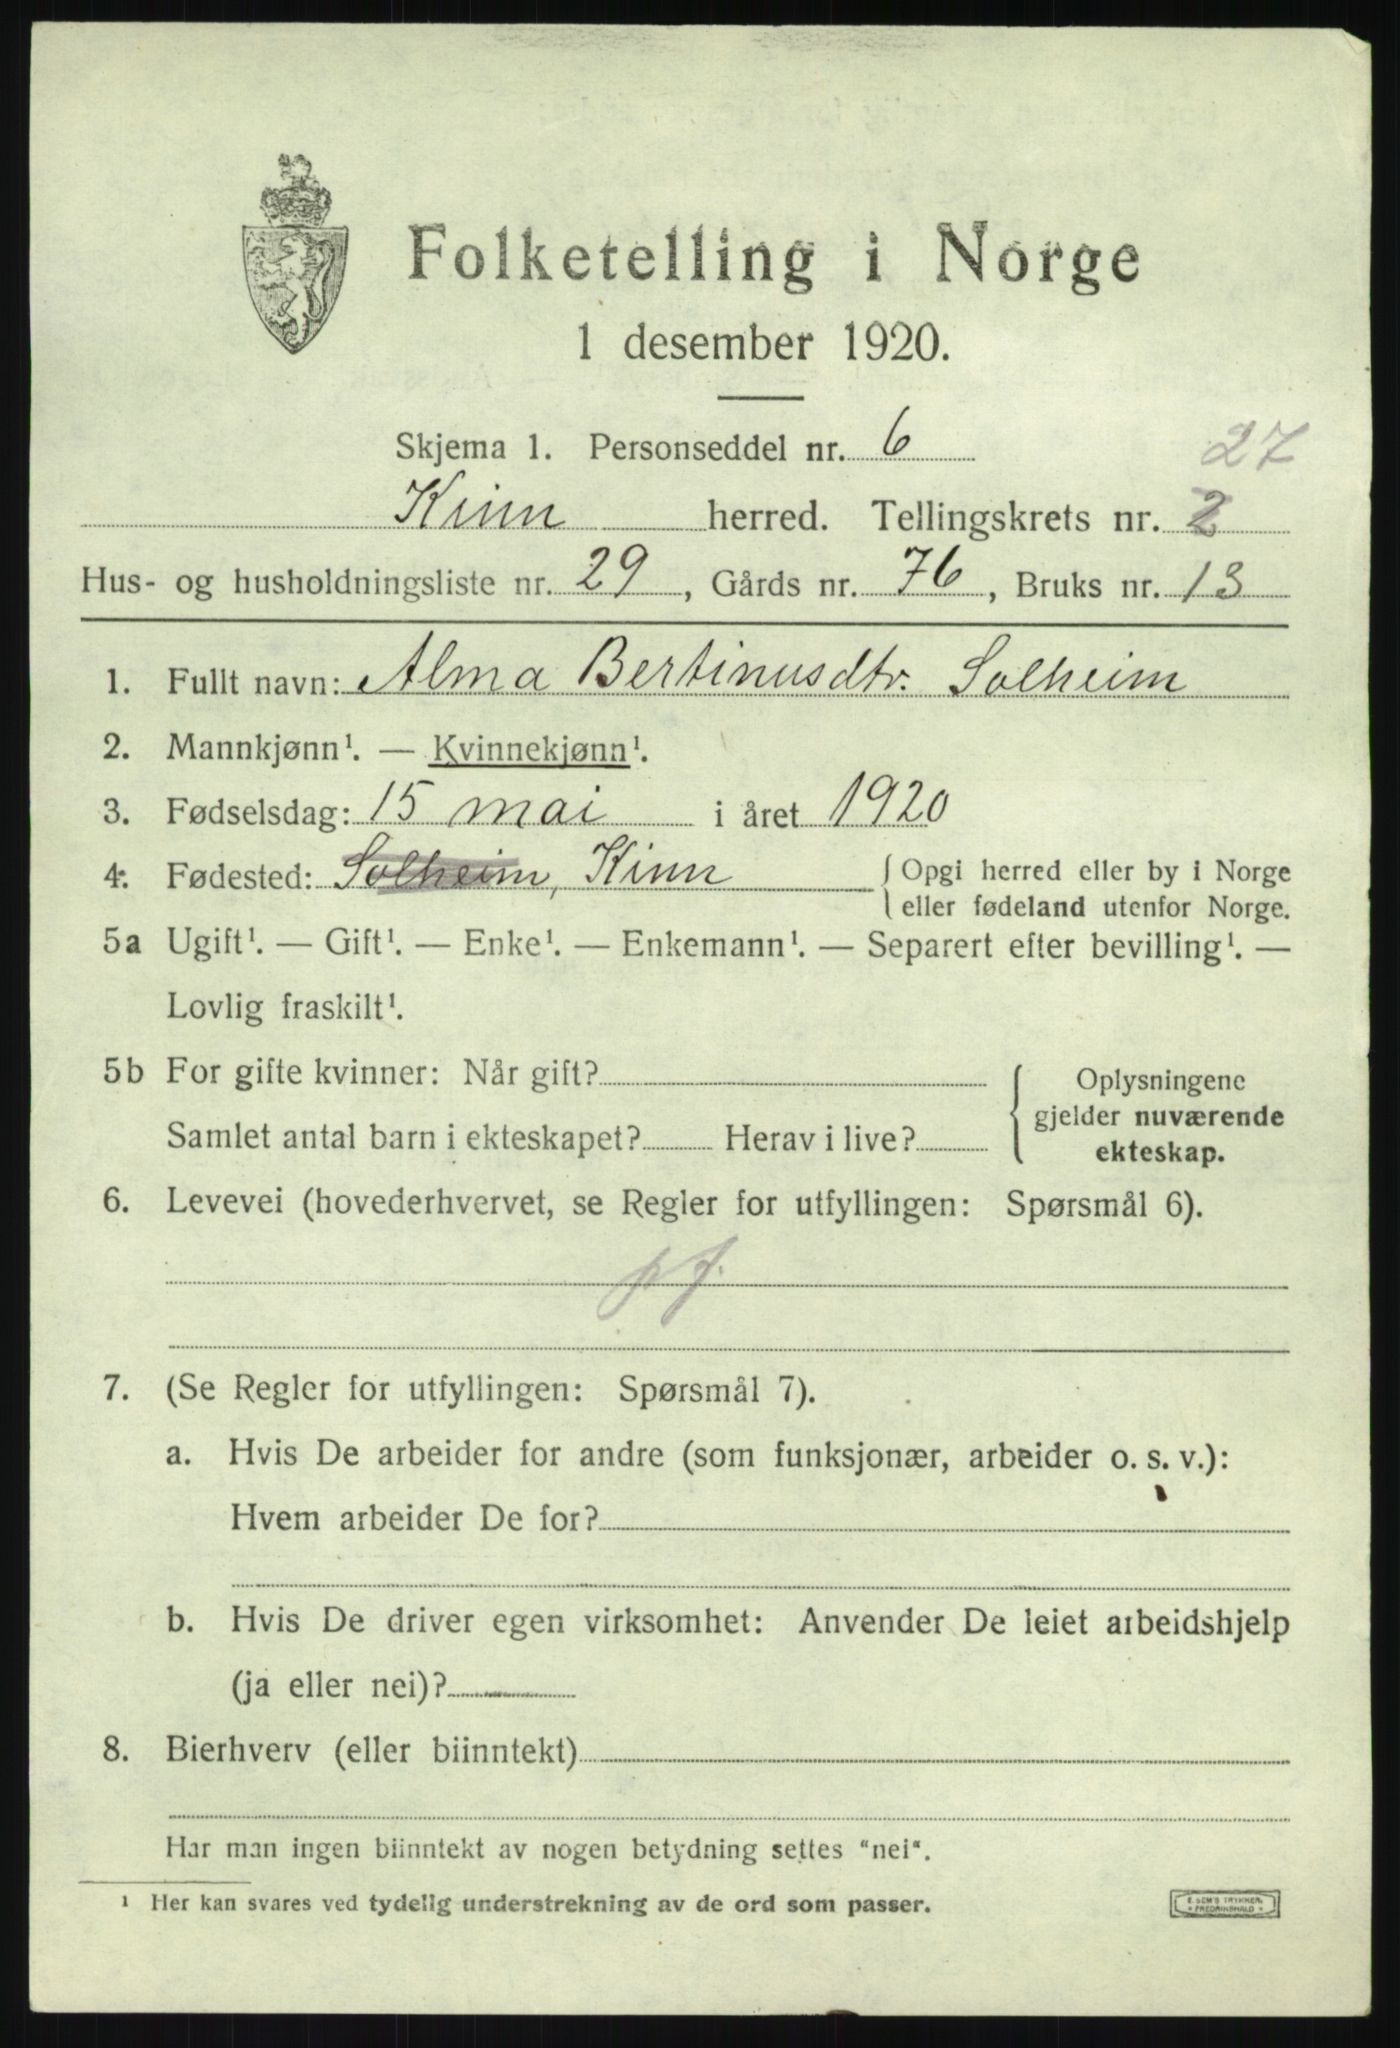 Folketelling i Norge
1 desember 1920.
Skjema 1. Personseddel nr. 6
27
Kinn herred. Tellingskrets nr. 2
Hus- og husholdningsliste nr. 29, Gårds nr. 76, Bruks nr. 13
1. Fullt navn: Alma Bertinusdtr. Solheim
2. Mannkjønn¹. — Kvinnekjønn¹.
3. Fødselsdag: 15 mai i året 1920
4. Fødested: Solheim, Kinn { Opgi herred eller by i Norge
eller fødeland utenfor Norge.
5a Ugift¹. — Gift¹. — Enke¹. — Enkemann¹. — Separert efter bevilling¹. —
Lovlig fraskilt¹.
5b For gifte kvinner: Når gift?
Samlet antal barn i ekteskapet? Herav i live?
Oplysningene
gjelder nuværende
ekteskap.
6. Levevei (hovederhvervet, se Regler for utfyllingen: Spørsmål 6).
p f.
7. (Se Regler for utfyllingen: Spørsmål 7).
a. Hvis De arbeider for andre (som funksjonær, arbeider o. s. v.):
Hvem arbeider De for?
b. Hvis De driver egen virksomhet: Anvender De leiet arbeidshjelp
(ja eller nei)?
8. Bierhverv (eller biinntekt)
Har man ingen biinntekt av nogen betydning settes "nei".
¹ Her kan svares ved tydelig understrekning av de ord som passer.
E. SEM'S TRYKKERI
FREDRIKSHALD